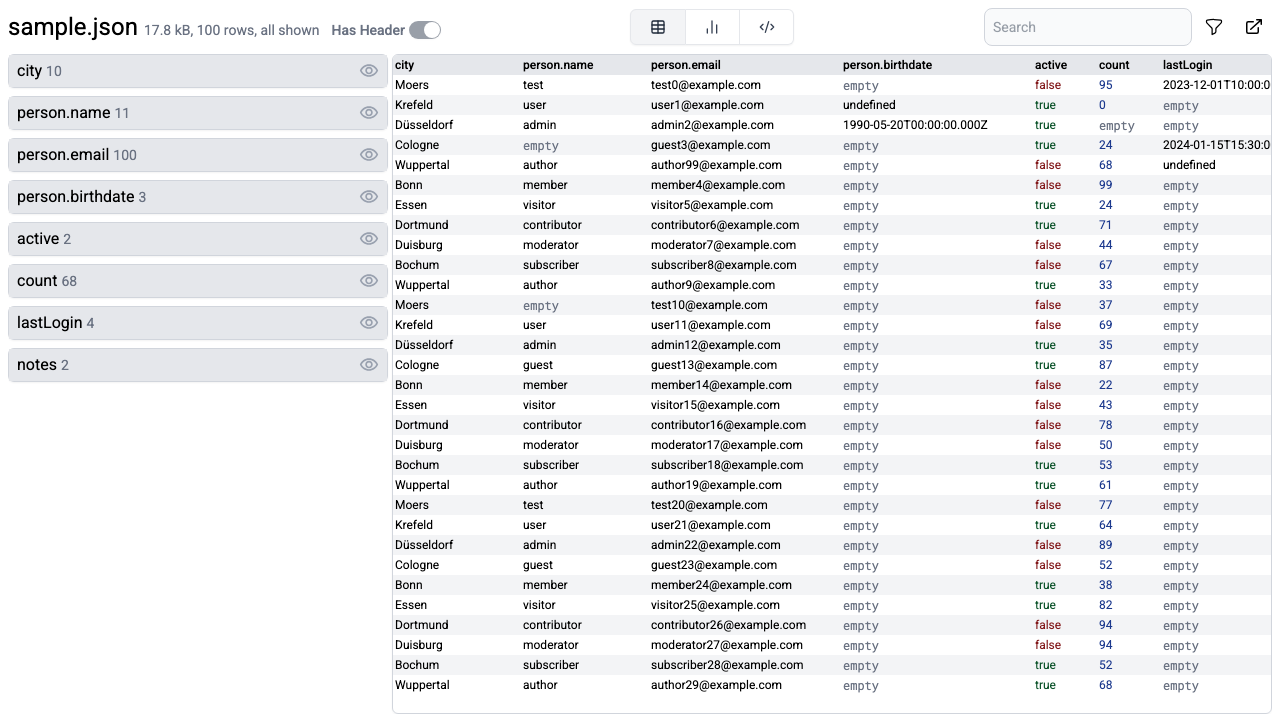 sample.json 17.8 kB, 100 rows, all shown Has Header Search
city 10
person.name 11
person.email 100
person.birthdate 3
active 2
count 68
lastLogin 4
notes 2
city person.name person.email person.birthdate active count lastLogin
Moers test test0@example.com empty false 95 2023-12-01T10:00:0
Krefeld user user1@example.com undefined true 0 empty
Düsseldorf admin admin2@example.com 1990-05-20T00:00:00.000Z true empty empty
Cologne empty guest3@example.com empty true 24 2024-01-15T15:30:0
Wuppertal author author99@example.com empty false 68 undefined
Bonn member member4@example.com empty false 99 empty
Essen visitor visitor5@example.com empty true 24 empty
Dortmund contributor contributor6@example.com empty true 71 empty
Duisburg moderator moderator7@example.com empty false 44 empty
Bochum subscriber subscriber8@example.com empty false 67 empty
Wuppertal author author9@example.com empty true 33 empty
Moers empty test10@example.com empty false 37 empty
Krefeld user user11@example.com empty false 69 empty
Düsseldorf admin admin12@example.com empty true 35 empty
Cologne guest guest13@example.com empty true 87 empty
Bonn member member14@example.com empty false 22 empty
Essen visitor visitor15@example.com empty false 43 empty
Dortmund contributor contributor16@example.com empty false 78 empty
Duisburg moderator moderator17@example.com empty false 50 empty
Bochum subscriber subscriber18@example.com empty true 53 empty
Wuppertal author author19@example.com empty true 61 empty
Moers test test20@example.com empty false 77 empty
Krefeld user user21@example.com empty true 64 empty
Düsseldorf admin admin22@example.com empty false 89 empty
Cologne guest guest23@example.com empty false 52 empty
Bonn member member24@example.com empty true 38 empty
Essen visitor visitor25@example.com empty true 82 empty
Dortmund contributor contributor26@example.com empty false 94 empty
Duisburg moderator moderator27@example.com empty false 94 empty
Bochum subscriber subscriber28@example.com empty true 52 empty
Wuppertal author author29@example.com empty true 68 empty